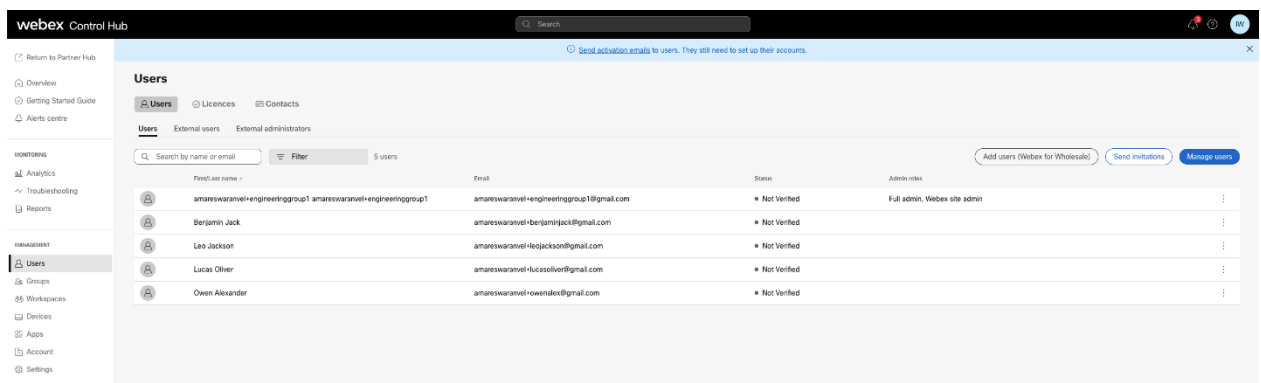 webex Control Hub
Search
IW
Return to Partner Hub
Send activation emails to users. They still need to set up their accounts.
Overview
Getting Started Guide
Alerts centre
MONITORING
Analytics
Troubleshooting
Reports
MANAGEMENT
Users
Groups
Workspaces
Devices
Apps
Account
Settings
Users
Users Licences Contacts
Users External users External administrators
Search by name or email Filter 5 users Add users (Webex for Wholesale) Send invitations Manage users
First/Last name Email Status Admin roles
amareswaranvel+engineeringgroup1 amareswaranvel+engineeringgroup1 amareswaranvel+engineeringgroup1@gmail.com Not Verified Full admin, Webex site admin
Benjamin Jack amareswaranvel+benjaminjack@gmail.com Not Verified
Leo Jackson amareswaranvel+leojackson@gmail.com Not Verified
Lucas Oliver amareswaranvel+lucasoliver@gmail.com Not Verified
Owen Alexander amareswaranvel+owenalex@gmail.com Not Verified